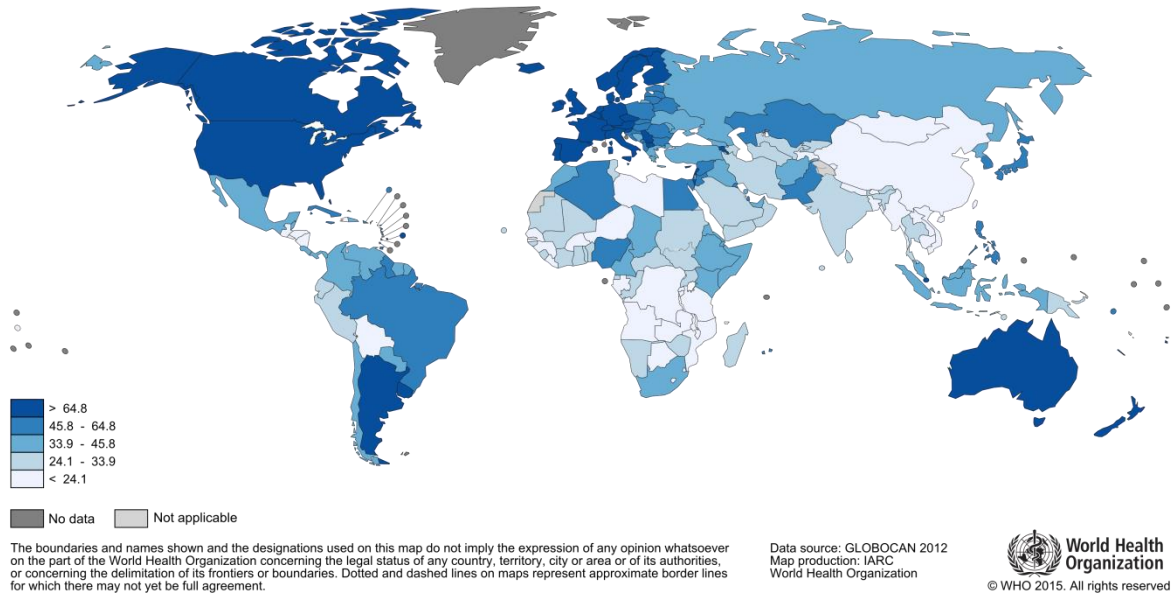 > 64.8
45.8 - 64.8
33.9 - 45.8
24.1 - 33.9
< 24.1
No data
Not applicable
The boundaries and names shown and the designations used on this map do not imply the expression of any opinion whatsoever
on the part of the World Health Organization concerning the legal status of any country, territory, city or area or of its authorities,
or concerning the delimitation of its frontiers or boundaries. Dotted and dashed lines on maps represent approximate border lines
for which there may not yet be full agreement.
Data source: GLOBOCAN 2012
Map production: IARC
World Health Organization
World Health
Organization
© WHO 2015. All rights reserved